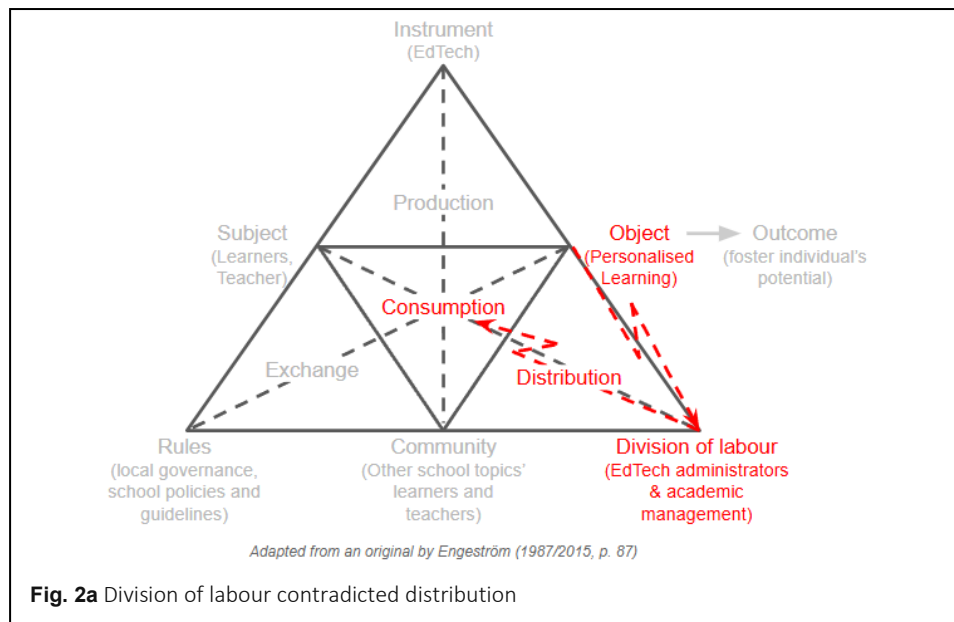 Instrument
(EdTech)
Production
Subject
(Learners,
Teacher)
Object
(Personalised
Learning)
Outcome
(foster individual's
potential)
Consumption
Exchange
Distribution
Rules
(local governance,
school policies and
guidelines)
Community
(Other school topics'
learners and
teachers)
Division of labour
(EdTech administrators
& academic
management)
Adapted from an original by Engeström (1987/2015, p. 87)
Fig. 2a Division of labour contradicted distribution